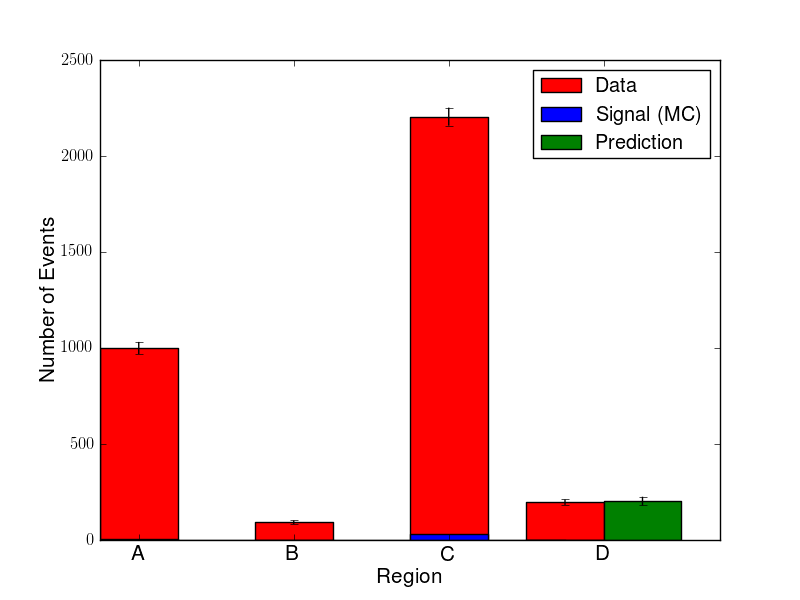 2500
2000
1500
1000
500
0
Number of Events
Data
Signal (MC)
Prediction
A B C D
Region